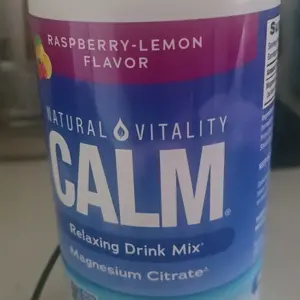 RASPBERRY-LEMON
FLAVOR
NATURAL VITALITY
CALM®
Relaxing Drink Mix*
Magnesium Citrate